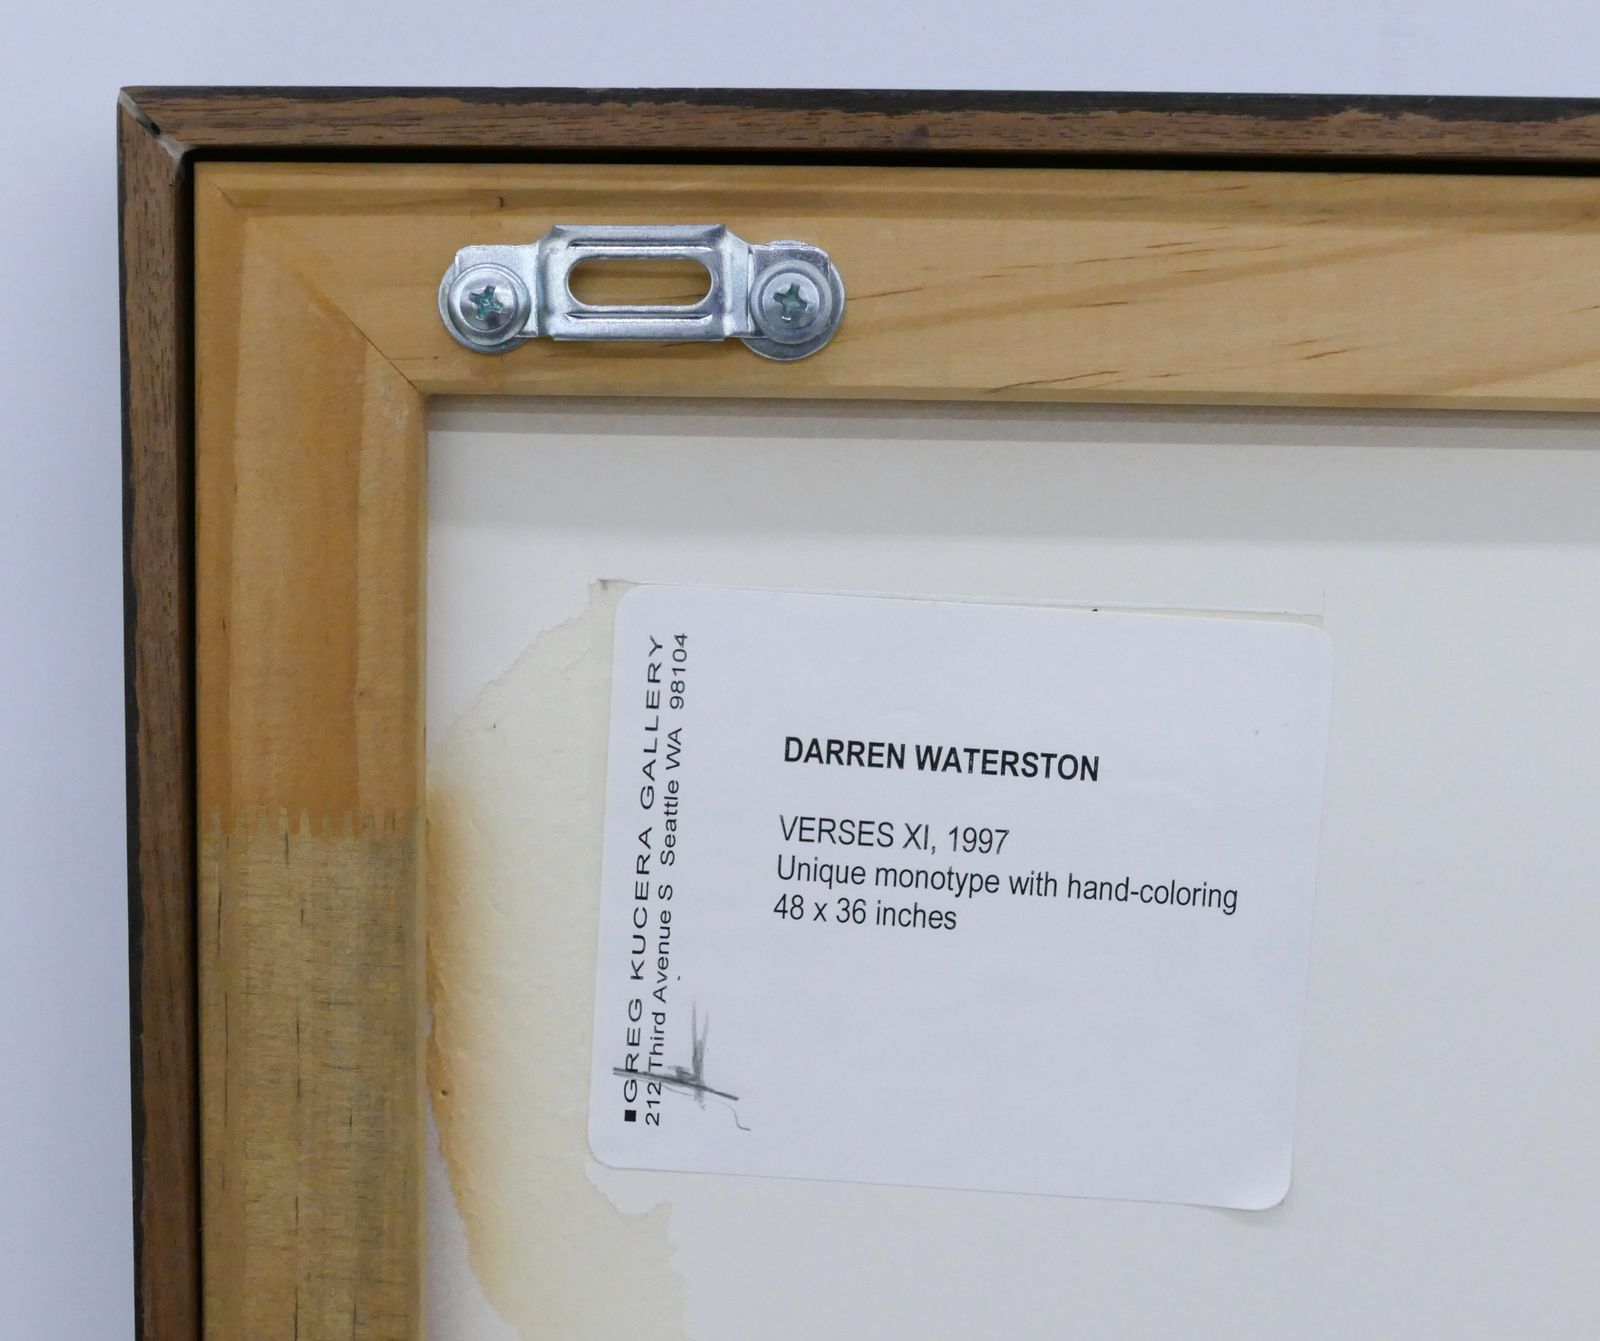 ■GREG KUCERA GALLERY
212 Third Avenue S Seattle WA 98104
DARREN WATERSTON
VERSES XI, 1997
Unique monotype with hand-coloring
48 x 36 inches